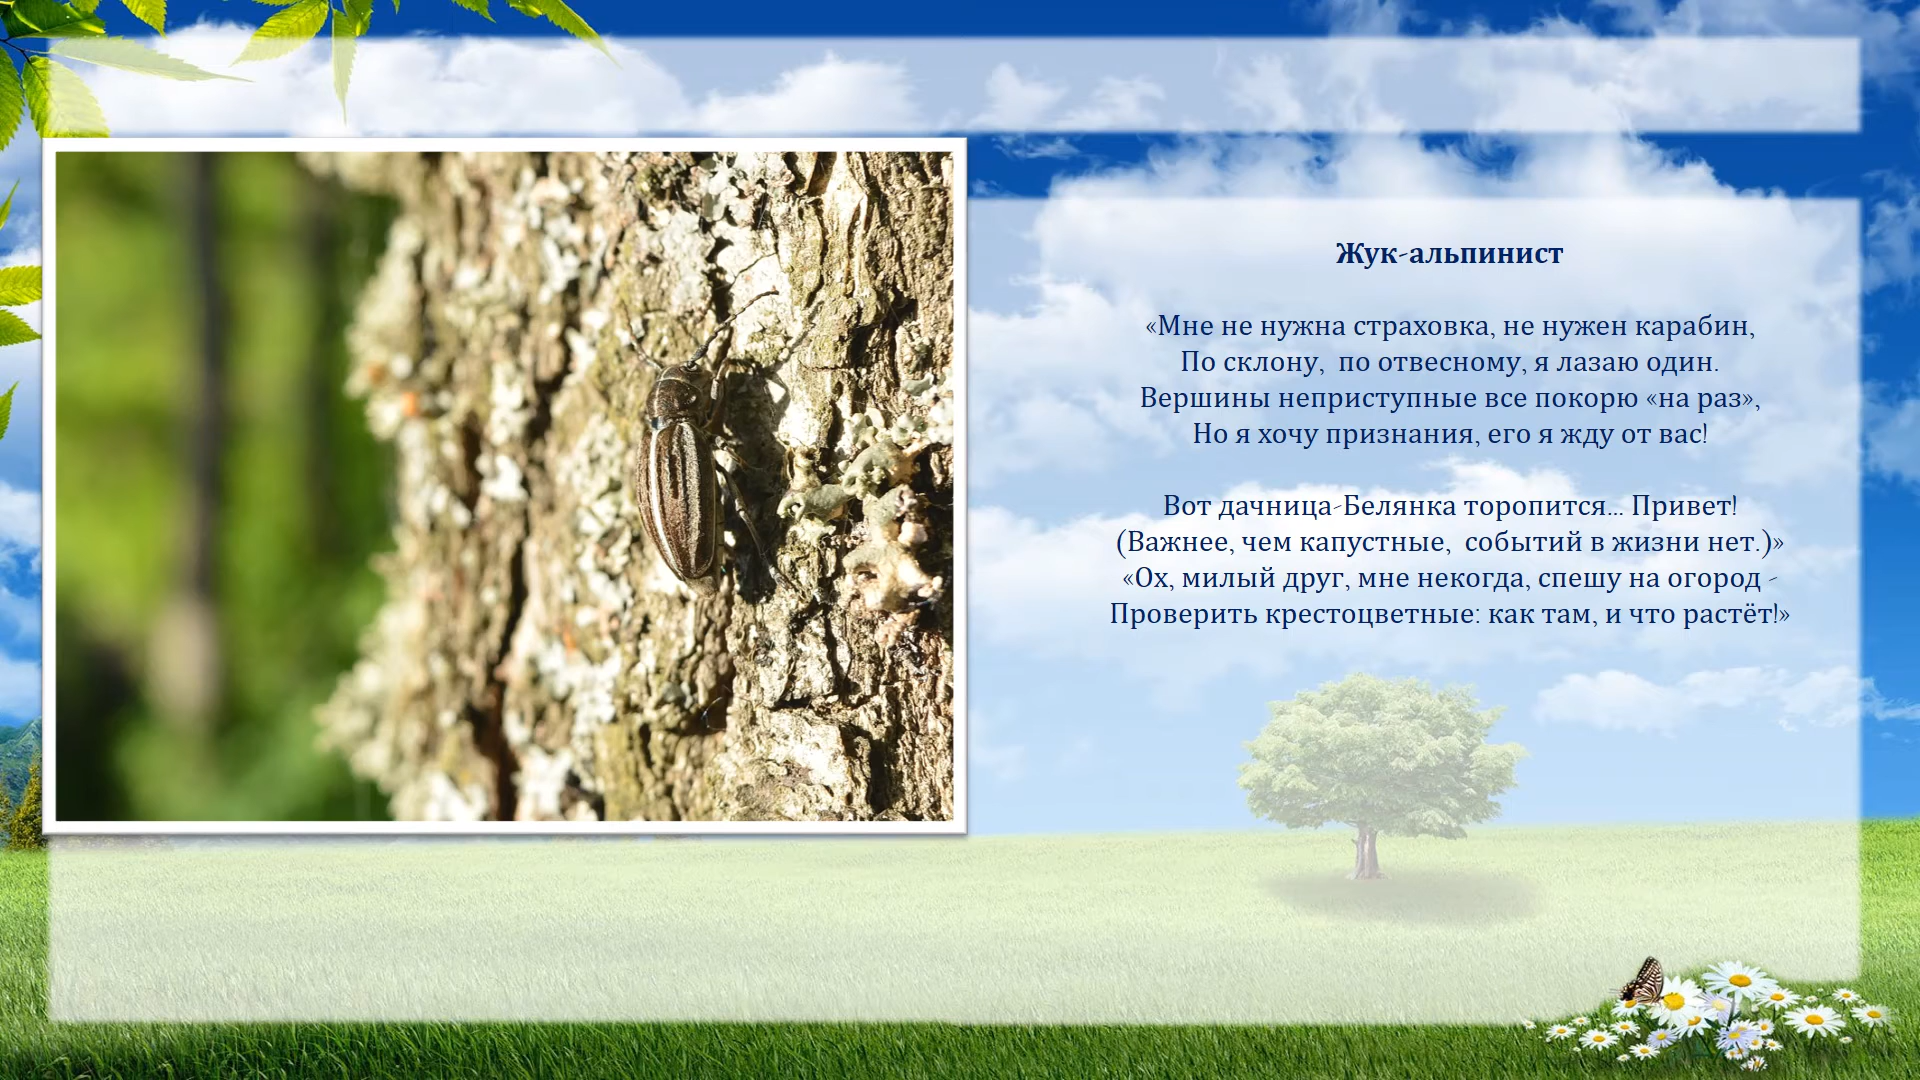 Жук-альпинист
«Мне не нужна страховка, не нужен карабин,
По склону, по отвесному, я лазаю один.
Вершины неприступные все покорю «на раз»,
Но я хочу признания, его я жду от вас!
Вот дачница-Белянка торопится... Привет!
(Важнее, чем капустные, событий в жизни нет.)»
«Ох, милый друг, мне некогда, спешу на огород -
Проверить крестоцветные: как там, и что растёт!»